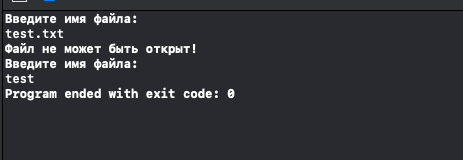 Введите имя файла:
test.txt
Файл не может быть открыт!
Введите имя файла:
test
Program ended with exit code: 0